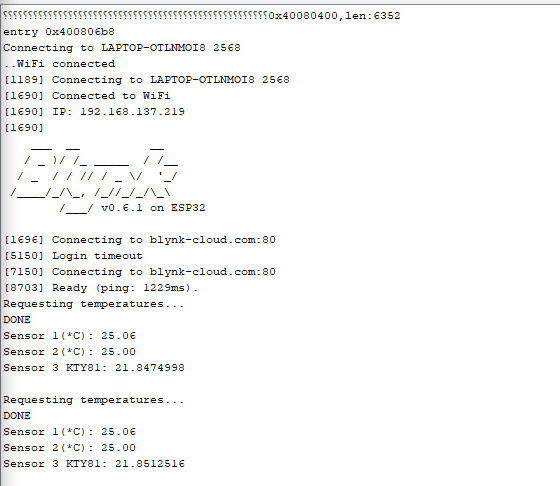 ⸮⸮⸮⸮⸮⸮⸮⸮⸮⸮⸮⸮⸮⸮⸮⸮⸮⸮⸮⸮⸮⸮⸮⸮⸮⸮⸮⸮⸮⸮⸮⸮⸮⸮⸮⸮⸮⸮⸮⸮⸮⸮⸮⸮⸮⸮⸮⸮⸮⸮⸮⸮⸮0x40080400,len:6352
entry 0x400806b8
Connecting to LAPTOP-OTLNMOI8 2568
..WiFi connected
[1189] Connecting to LAPTOP-OTLNMOI8 2568
[1690] Connected to WiFi
[1690] IP: 192.168.137.219
[1690]
    ___  __          __
   / _ )/ /_ _____  / /__
  / _  / / // / _ \/  '_/
 /____/_/\_, /_//_/_/\_\
        /___/ v0.6.1 on ESP32
[1696] Connecting to blynk-cloud.com:80
[5150] Login timeout
[7150] Connecting to blynk-cloud.com:80
[8703] Ready (ping: 1229ms).
Requesting temperatures...
DONE
Sensor 1(*C): 25.06
Sensor 2(*C): 25.00
Sensor 3 KTY81: 21.8474998
Requesting temperatures...
DONE
Sensor 1(*C): 25.06
Sensor 2(*C): 25.00
Sensor 3 KTY81: 21.8512516